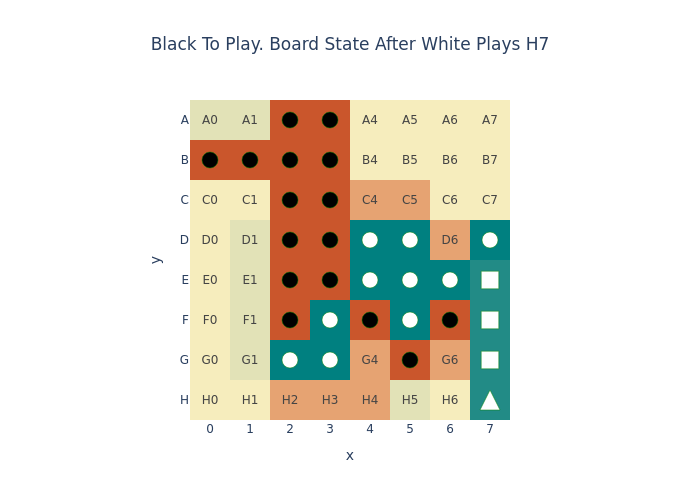 Black To Play. Board State After White Plays H7
A A0 A1 A4 A5 A6 A7
B B4 B5 B6 B7
C C0 C1 C4 C5 C6 C7
D D0 D1 D6
E E0 E1
F F0 F1
G G0 G1 G4 G6
H H0 H1 H2 H3 H4 H5 H6
0 1 2 3 4 5 6 7
x
y